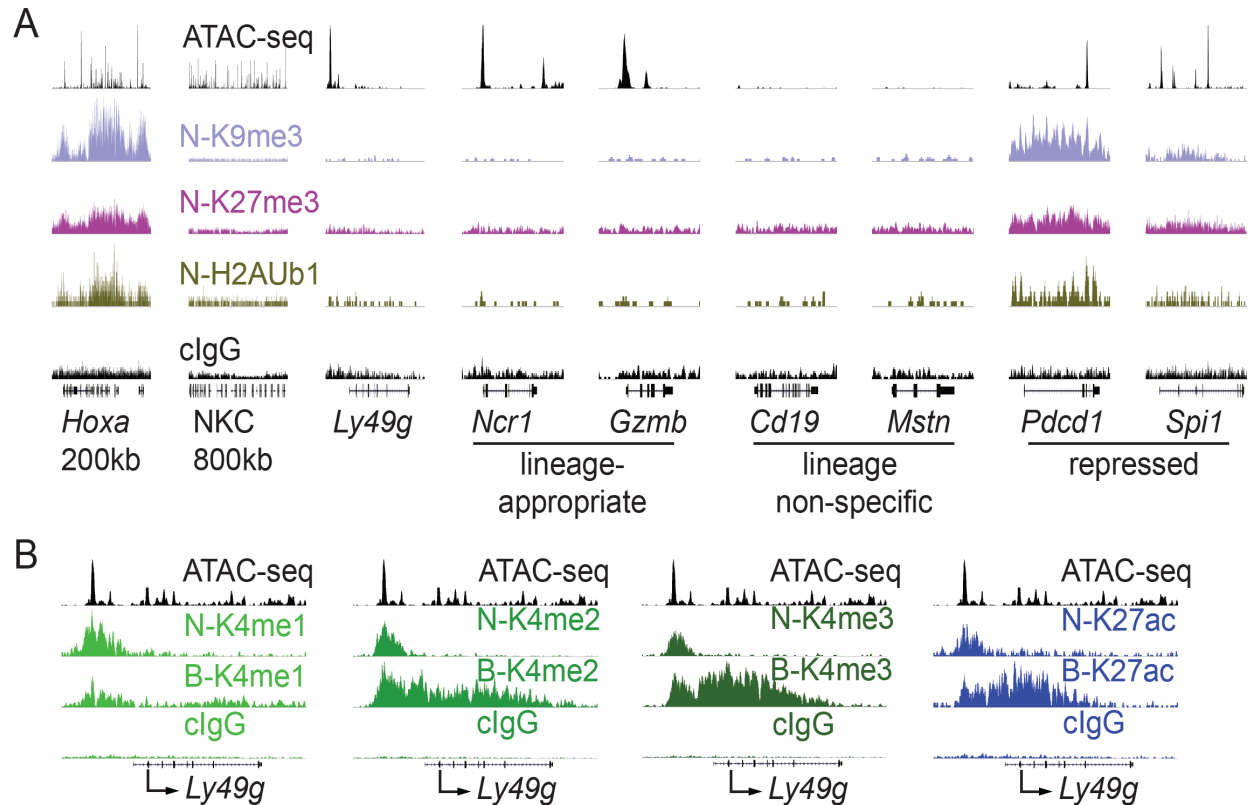 A
ATAC-seq
N-K9me3
N-K27me3
N-H2AUb1
cIgG
Hoxa NKC Ly49g Ncr1 Gzmb Cd19 Mstn Pdcd1 Spi1
200kb 800kb lineage-appropriate lineage non-specific repressed
B
ATAC-seq ATAC-seq ATAC-seq ATAC-seq
N-K4me1 N-K4me2 N-K4me3 N-K27ac
B-K4me1 B-K4me2 B-K4me3 B-K27ac
cIgG cIgG cIgG cIgG
Ly49g Ly49g Ly49g Ly49g